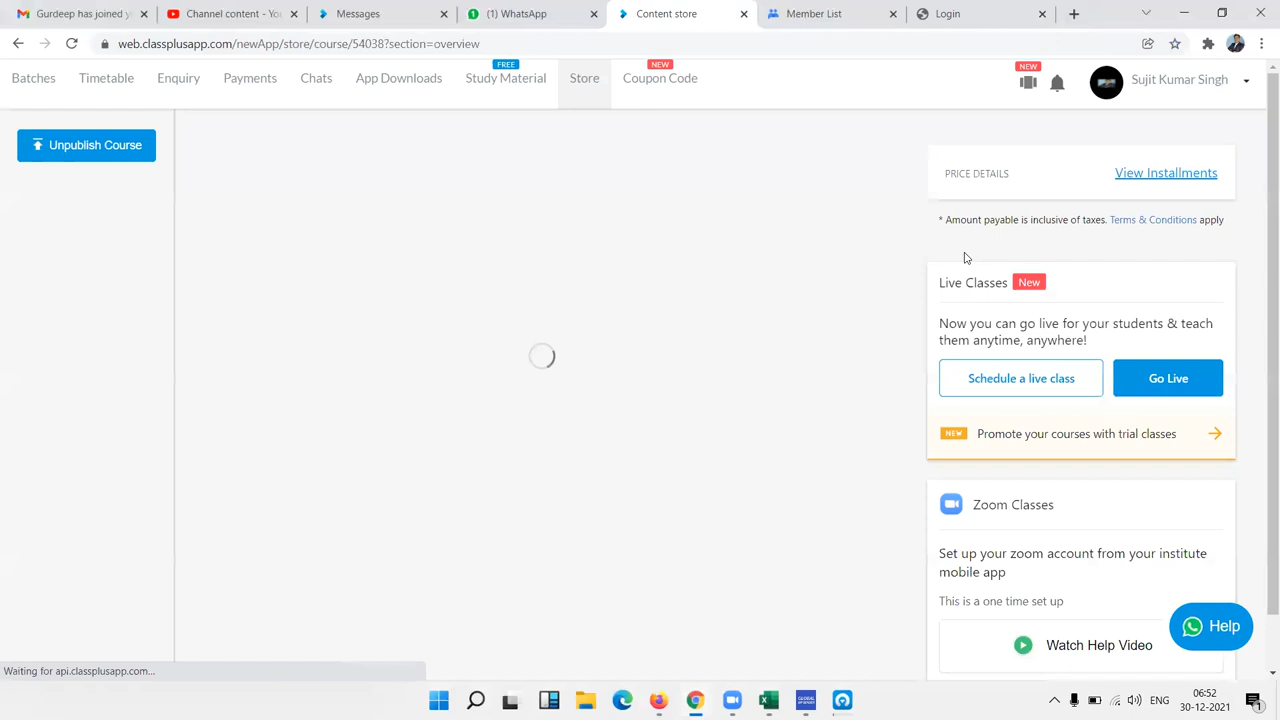 Gurdeep has joined y
Channel content - Yo
Messages
(1) WhatsApp
Content store
Member List
Login
web.classplusapp.com/newApp/store/course/54038?section=overview
Batches
Timetable
Enquiry
Payments
Chats
App Downloads
FREE
Study Material
Store
NEW
Coupon Code
NEW
Sujit Kumar Singh
Unpublish Course
PRICE DETAILS
View Installments
* Amount payable is inclusive of taxes. Terms & Conditions apply
Live Classes New
Now you can go live for your students & teach
them anytime, anywhere!
Schedule a live class
Go Live
NEW Promote your courses with trial classes
Zoom Classes
Set up your zoom account from your institute
mobile app
This is a one time set up
Help
Watch Help Video
Waiting for api.classplusapp.com...
ENG
06:52
30-12-2021